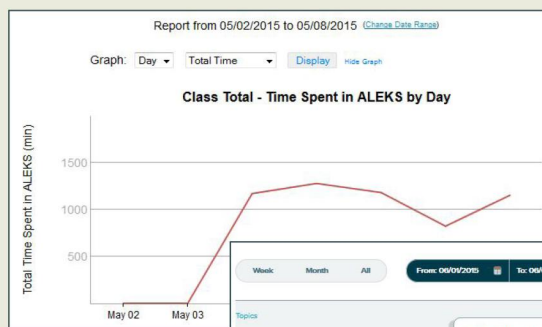 Report from 05/02/2015 to 05/08/2015 (Change Date Range)
Graph: Day Total Time Display Hide Graph
Class Total - Time Spent in ALEKS by Day
Total Time Spent in ALEKS (min)
1500
1000
500
May 02 May 03
Week Month All From: 06/01/2015 To: 06/
Topics